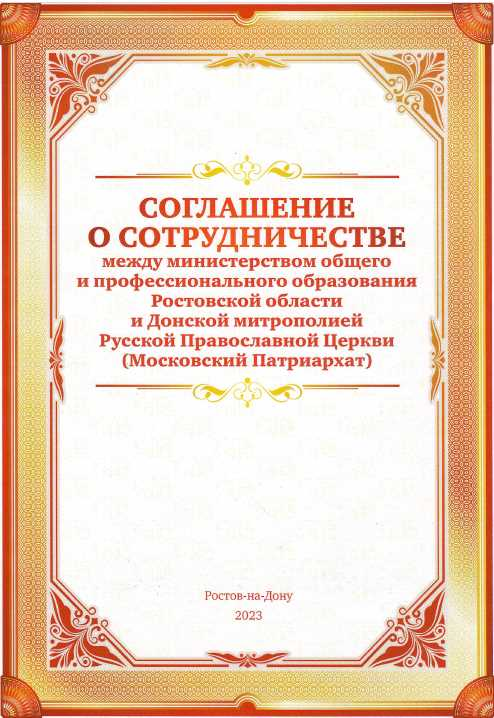 СОГЛАШЕНИЕ
О СОТРУДНИЧЕСТВЕ
между министерством общего
и профессионального образования
Ростовской области
и Донской митрополией
Русской Православной Церкви
(Московский Патриархат)
Ростов-на-Дону
2023